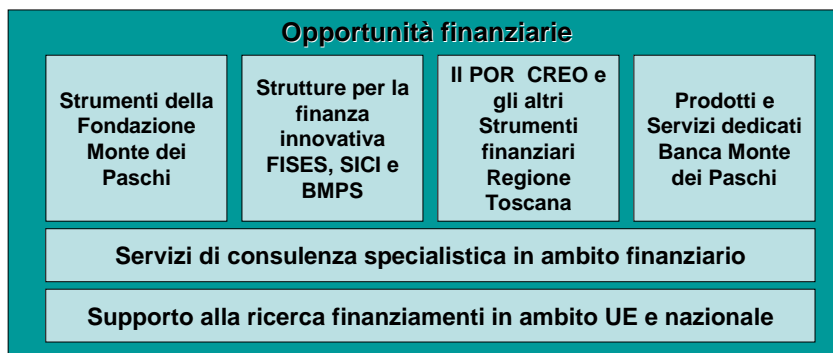 Opportunità finanziarie
Strumenti della
Fondazione
Monte dei
Paschi
Strutture per la
finanza
innovativa
FISES, SICI e
BMPS
Il POR CREO e
gli altri
Strumenti
finanziari
Regione
Toscana
Prodotti e
Servizi dedicati
Banca Monte
dei Paschi
Servizi di consulenza specialistica in ambito finanziario
Supporto alla ricerca finanziamenti in ambito UE e nazionale